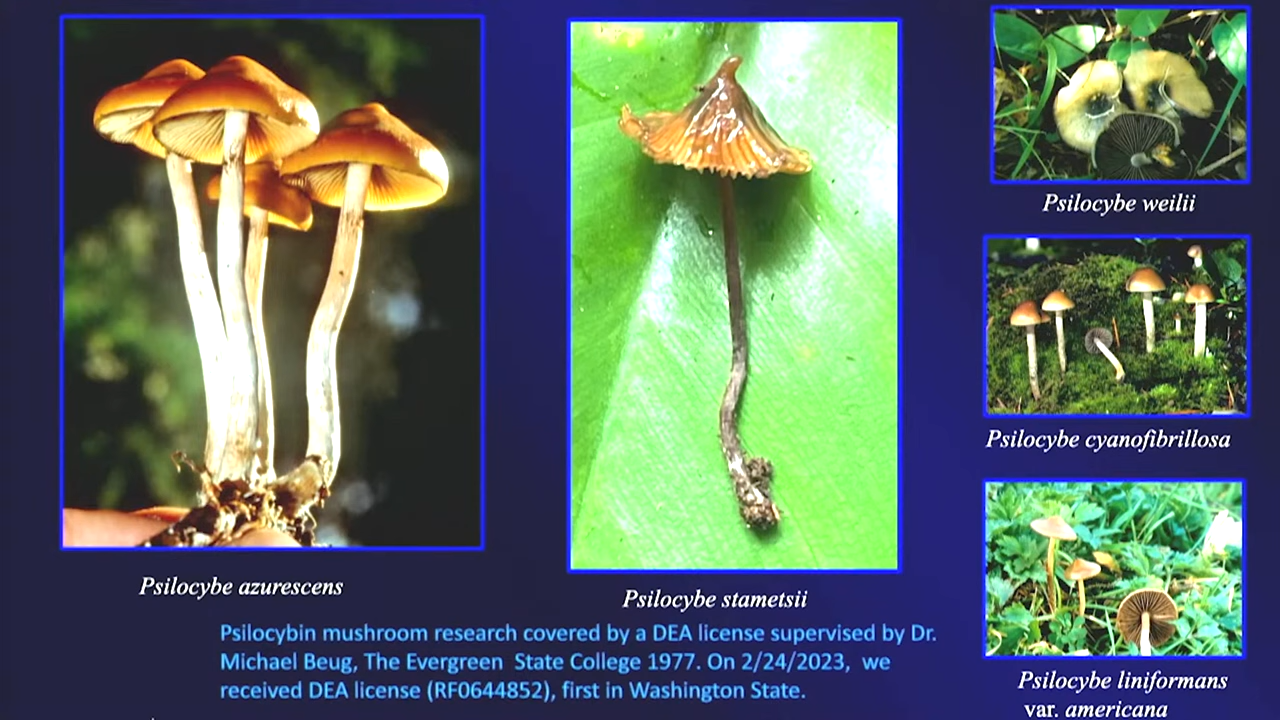 Psilocybe azurescens
Psilocybe stametsii
Psilocybe weilii
Psilocybe cyanofibrillosa
Psilocybe liniformans
var. americana
Psilocybin mushroom research covered by a DEA license supervised by Dr.
Michael Beug, The Evergreen State College 1977. On 2/24/2023, we
received DEA license (RF0644852), first in Washington State.